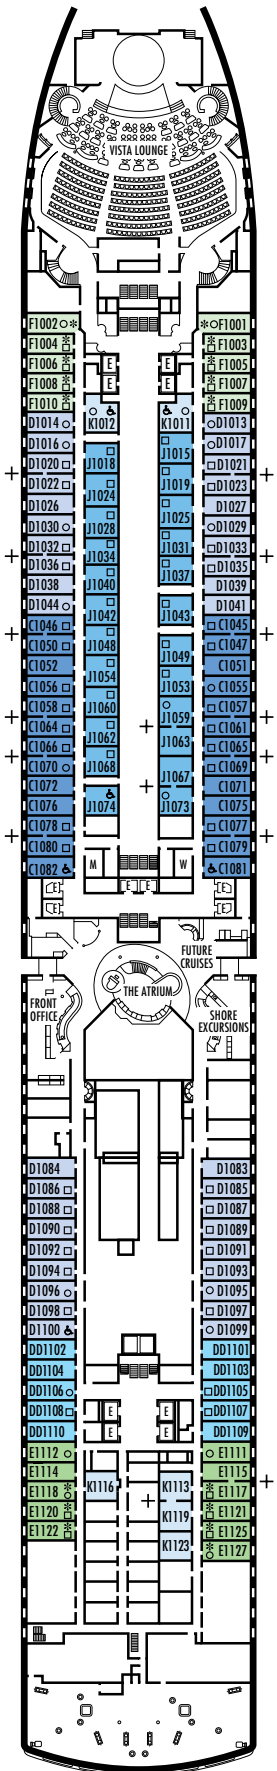 VISTA LOUNGE
F1002 F1001
F1004 E F1003
F1006 E E F1005
F1008 E E F1007
F1010 F1009
K1012 K1011
D1014 D1013
D1016 J1015 D1017
D1020 J1018 J1019 D1021
D1022 J1024 D1023
D1026 J1025 D1027
D1030 J1028 D1029
D1032 J1034 J1031 D1033
D1036 J1037 D1035
D1038 J1040 D1039
D1044 J1042 J1043 D1041
C1046 C1045
C1050 J1048 J1049 C1047
C1052 J1054 C1051
C1056 J1053 C1055
C1058 J1060 J1059 C1057
C1064 J1062 J1063 C1061
C1066 C1065
C1070 J1068 J1067 C1069
C1072 C1071
C1076 J1074 J1073 C1075
C1078 C1077
C1080 C1079
C1082 M W C1081
E E E E
E E
FUTURE
CRUISES
THE ATRIUM
FRONT
OFFICE
SHORE
EXCURSIONS
D1084 D1083
D1086 D1085
D1088 D1087
D1090 D1089
D1092 D1091
D1094 D1093
D1096 D1095
D1098 D1097
D1100 D1099
DD1102 DD1101
DD1104 DD1103
DD1106 DD1105
DD1108 E E DD1107
DD1110 E E DD1109
E1112 E1111
E1114 E1115
E1118 K1116 K1113 E1117
E1120 K1119 E1121
E1122 E1125
K1123 E1127